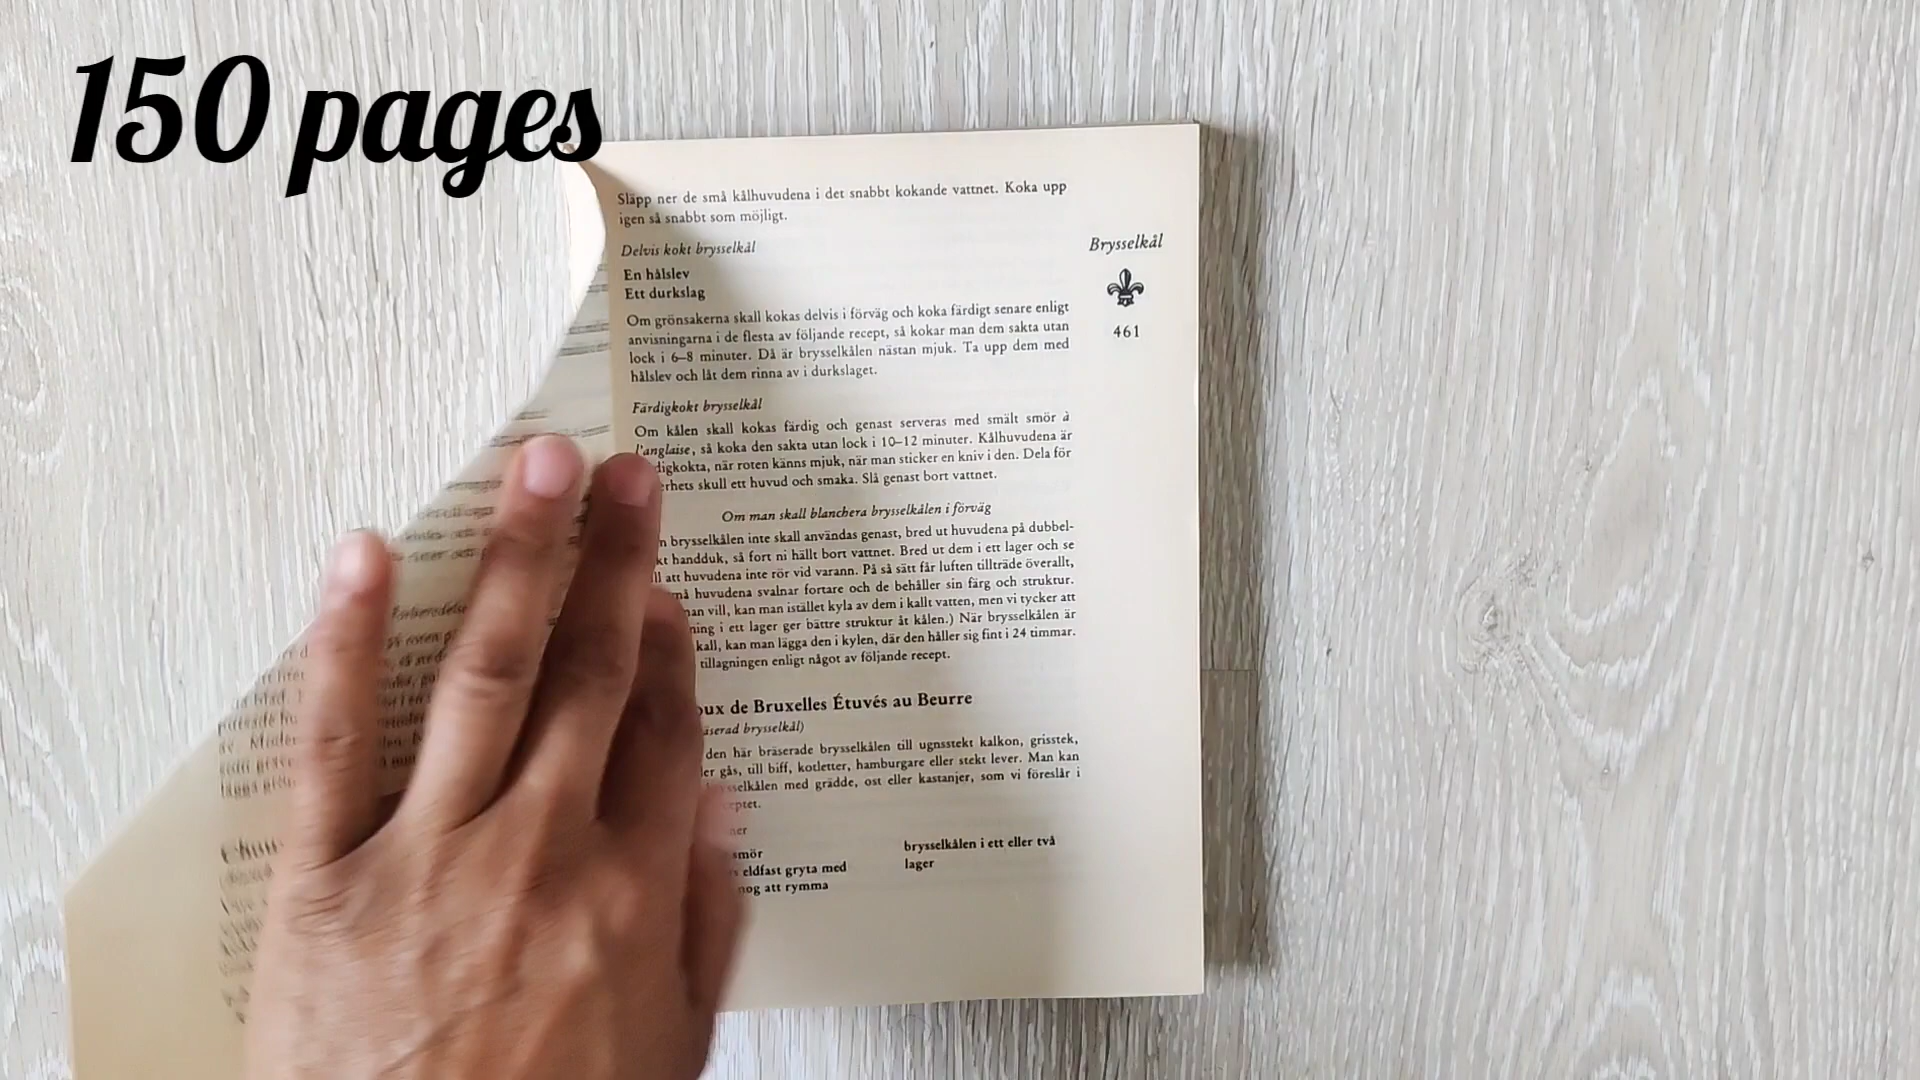 150 pages
Släpp ner de små kålhuvudena i det snabbt kokande vattnet. Koka upp
igen så snabbt som möjligt.
Delvis kokt brysselkål
En hålslev
Ett durkslag
Om grönsakerna skall kokas delvis i förväg och koka färdigt senare enligt
anvisningarna i de flesta av följande recept, så kokar man dem sakta utan
lock i 6–8 minuter. Då är brysselkålen nästan mjuk. Ta upp dem med
hålslev och låt dem rinna av i durkslaget.
Färdigkokt brysselkål
Om kålen skall kokas färdig och genast serveras med smält smör à
l'anglaise, så koka den sakta utan lock i 10–12 minuter. Kålhuvudena är
digkokta, när roten känns mjuk, när man sticker en kniv i den. Dela för
erhets skull ett huvud och smaka. Slå genast bort vattnet.
Om man skall blanchera brysselkålen i förväg
brysselkålen inte skall användas genast, bred ut huvudena på dubbel-
kt handduk, så fort ni hällt bort vattnet. Bred ut dem i ett lager och se
ll att huvudena inte rör vid varann. På så sätt får luften tillträde överallt,
må huvudena svalnar fortare och de behåller sin färg och struktur.
man vill, kan man istället kyla av dem i kallt vatten, men vi tycker att
ning i ett lager ger bättre struktur åt kålen.) När brysselkålen är
kall, kan man lägga den i kylen, där den håller sig fint i 24 timmar.
tillagningen enligt något av följande recept.
oux de Bruxelles Étuvés au Beurre
äserad brysselkål)
den här bräserade brysselkålen till ugnsstekt kalkon, grisstek,
ler gås, till biff, kotletter, hamburgare eller stekt lever. Man kan
sselkålen med grädde, ost eller kastanjer, som vi föreslår i
eptet.
ner
smör
eldfast gryta med
nog att rymma
brysselkålen i ett eller två
lager
Brysselkål
461